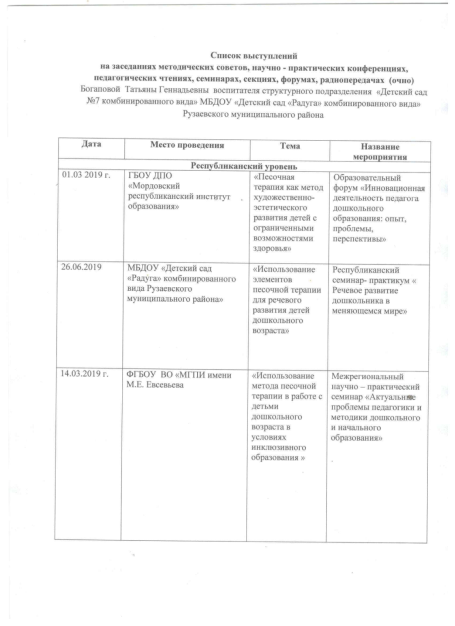 Список выступлений
на заседаниях методических советов, научно - практических конференциях,
педагогических чтениях, семинарах, секциях, форумах, радиопередачах (очно)
Богаповой Татьяны Геннадьевны воспитателя структурного подразделения «Детский сад
№7 комбинированного вида» МБДОУ «Детский сад «Радуга» комбинированного вида»
Рузаевского муниципального района
Дата Место проведения Тема Название
мероприятия
Республиканский уровень
01.03 2019 г.
ГБОУ ДПО
«Мордовский
республиканский институт
образования»
«Песочная
терапия как метод
художественно-
эстетического
развития детей с
ограниченными
возможностями
здоровья»
Образовательный
форум «Инновационная
деятельность педагога
дошкольного
образования: опыт,
проблемы,
перспективы»
26.06.2019
МБДОУ «Детский сад
«Радуга» комбинированного
вида Рузаевского
муниципального района»
«Использование
элементов
песочной терапии
для речевого
развития детей
дошкольного
возраста»
Республиканский
семинар- практикум «
Речевое развитие
дошкольника в
меняющемся мире»
14.03.2019 г.
ФГБОУ ВО «МГПИ имени
М.Е. Евсевьева
«Использование
метода песочной
терапии в работе с
детьми
дошкольного
возраста в
условиях
инклюзивного
образования »
Межрегиональный
научно – практический
семинар «Актуальные
проблемы педагогики и
методики дошкольного
и начального
образования»